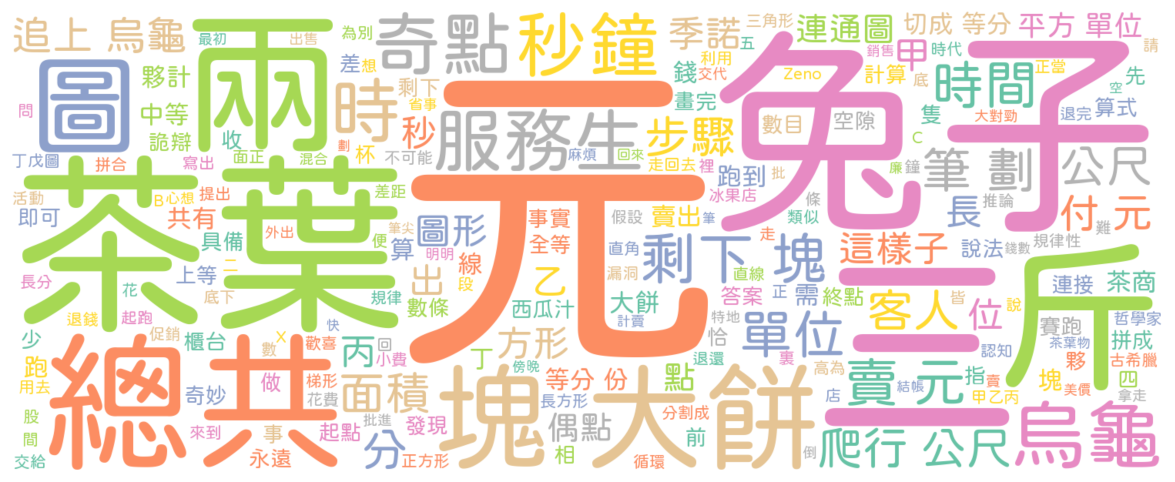 追上 烏龜
圖
兩
奇點
秒鐘
元
兔子
茶葉
總共
塊 大餅
服務生
三
斤
烏龜
時
時間
步驟
筆 劃
公尺
剩下 塊
單位
客人
賣 元
爬行 公尺
付 元
這樣子
位
面積
方形
圖形
季諾
連通圖
切成 等分
平方 單位
為別
三角形
五
銷售
時代
請
最初
出售
差
想
利用
交代
Zeno
正當
底
計算
空
先
錢
甲
夥計
剩下
省事
中等
詭辯
收
問
秒
畫完
數目
空隙
隻
退完
算式
大對勁
C
丁戊圖
拼合
寫出
面正
混合
劃
杯
不可能
麻煩
回來
走回去
裡
跑到
批
廉
鐘
活動
B
心想
提出
差距
筆尖
冰果店
條
類似
推論
難
長
即可
共有
外出
便
算
明明
事實
假設
賣出
筆
走
說法
錢數
規律性
具備
全等
直角
長分
花
二
上等
規律
出
線
段
乙
漏洞
直線
正
需
終點
皆
說
連接
茶商
底下
數條
西瓜汁
大餅
答案
特地
哲學家
退錢
起跑
計賣
恰
賽跑
拼成
少
促銷
X
快
櫃台
歡喜
丙
回
丁
傍晚
退還
裏
高為
指
賣
認知
茶葉物
夥
古希臘
跑
數
小費
做
梯形
等分 份
點
甲乙丙
塊
美價
四
用去
奇妙
花費
批進
長方形
分割成
店
結帳
拿走
股
間
來到
事
起點
發現
偶點
前
交給
永遠
分
正方形
相
循環
倒